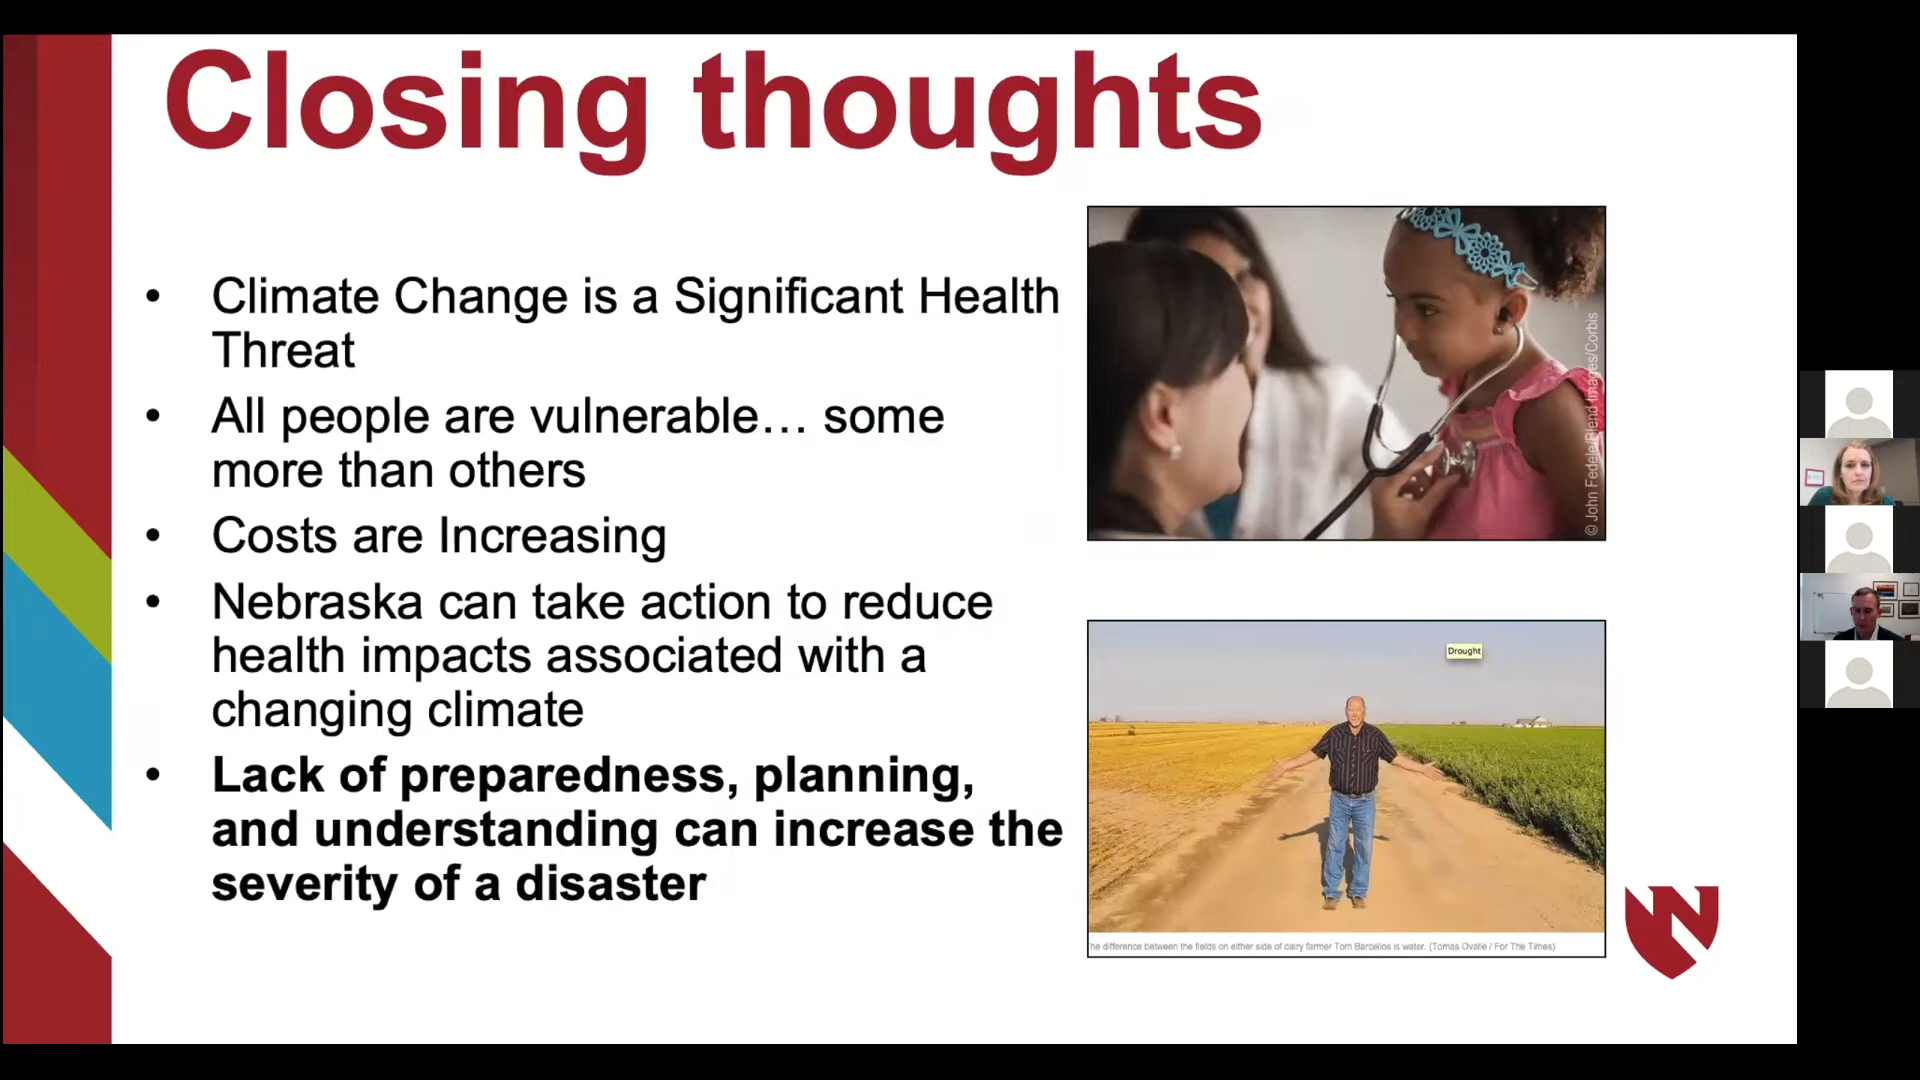 Closing thoughts
• Climate Change is a Significant Health
Threat
• All people are vulnerable… some
more than others
• Costs are Increasing
• Nebraska can take action to reduce
health impacts associated with a
changing climate
• Lack of preparedness, planning,
and understanding can increase the
severity of a disaster
© John Fedele/Blend Images/Corbis
Drought
he difference between the fields on either side of dairy farmer Tom Barcellos is water. (Tomas Ovalle / For The Times)
N